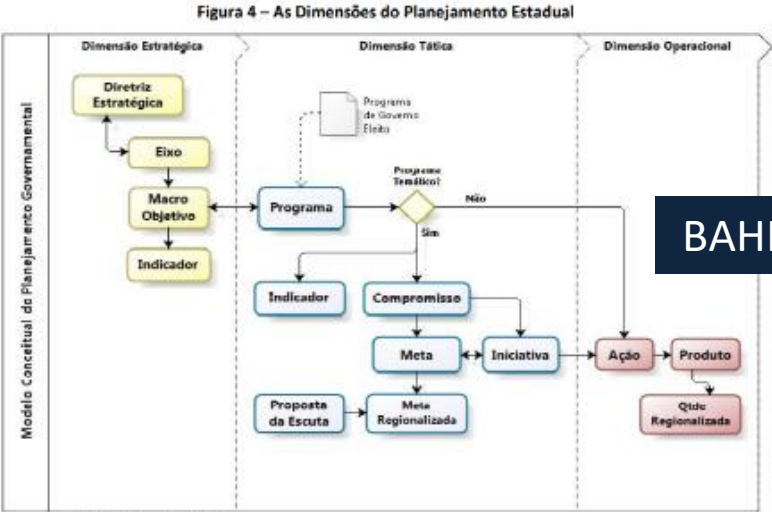 Figura 4 – As Dimensões do Planejamento Estadual
Modelo Conceitual do Planejamento Governamental
Dimensão Estratégica
Dimensão Tática
Dimensão Operacional
Diretriz
Estratégica
Eixo
Macro
Objetivo
Indicador
Programa
de Governo
Eleito
Programa
Programa
Temático?
Não
Sim
Indicador
Compromisso
Meta
Iniciativa
Proposta
da Escuta
Meta
Regionalizada
Ação
Produto
Qtde
Regionalizada